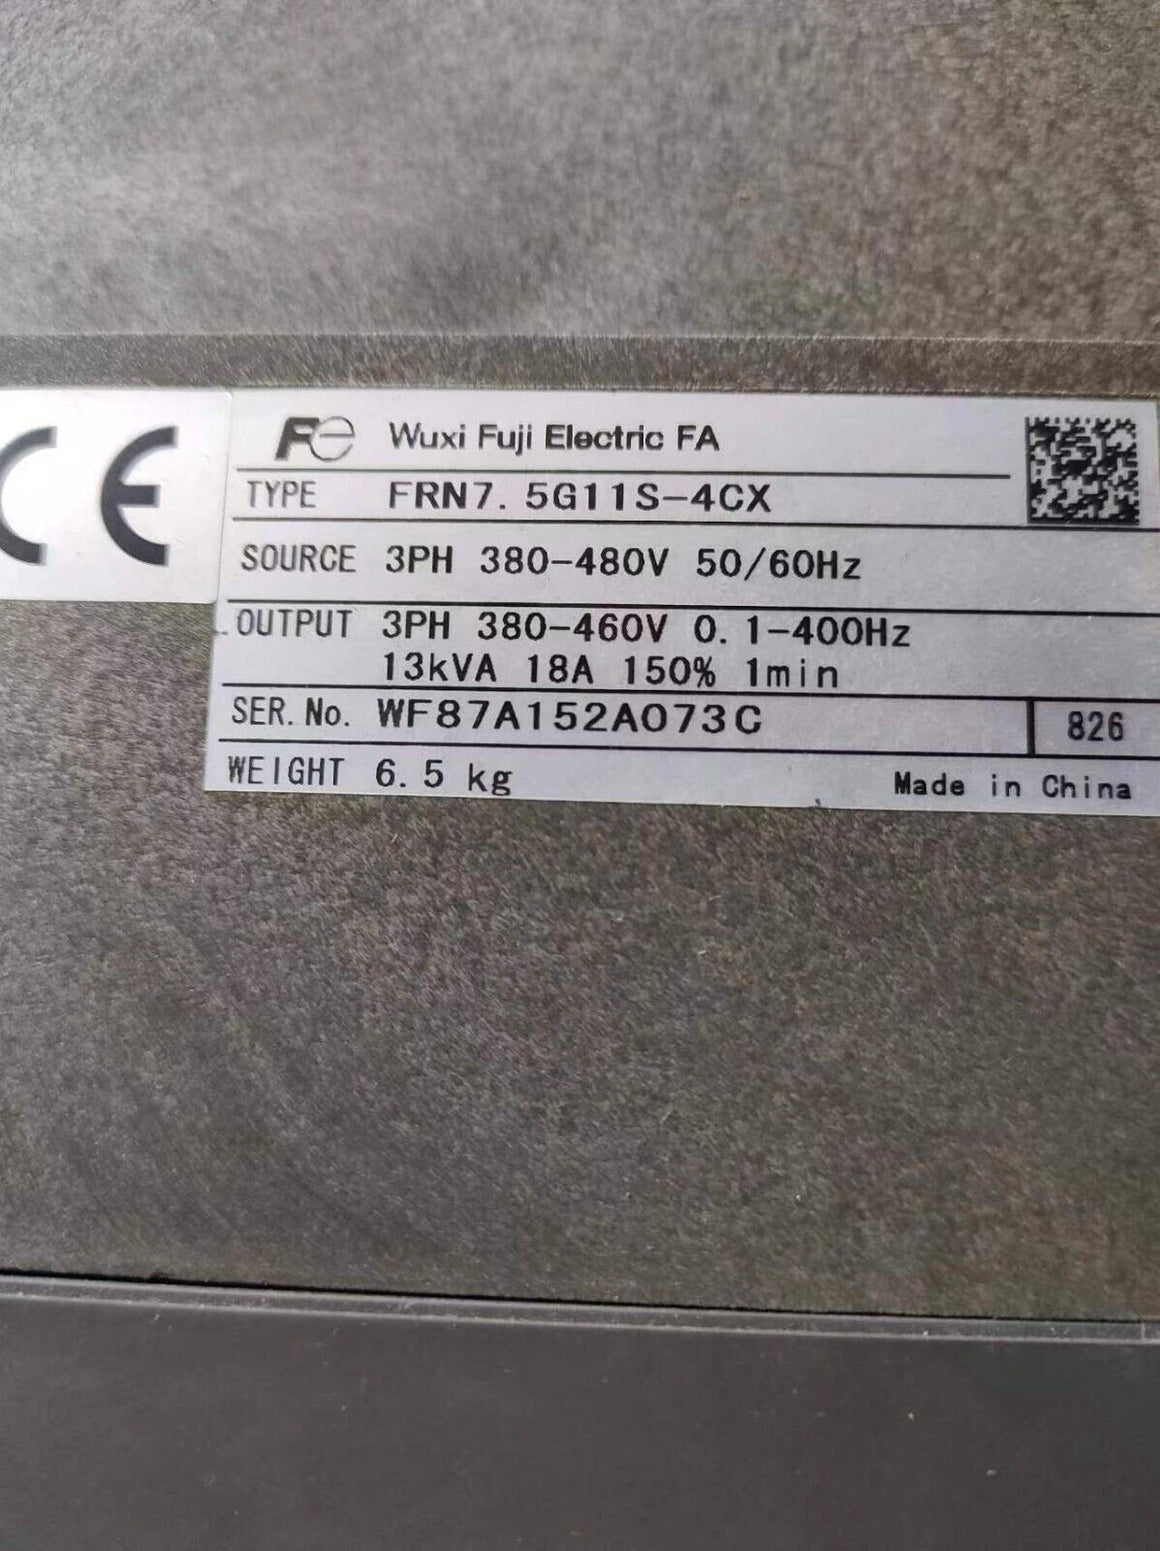 CE
Fe Wuxi Fuji Electric FA
TYPE FRN7.5G11S-4CX
SOURCE 3PH 380-480V 50/60Hz
OUTPUT 3PH 380-460V 0.1-400Hz
13kVA 18A 150% 1min
SER.No. WF87A152A073C 826
WEIGHT 6.5 kg Made in China